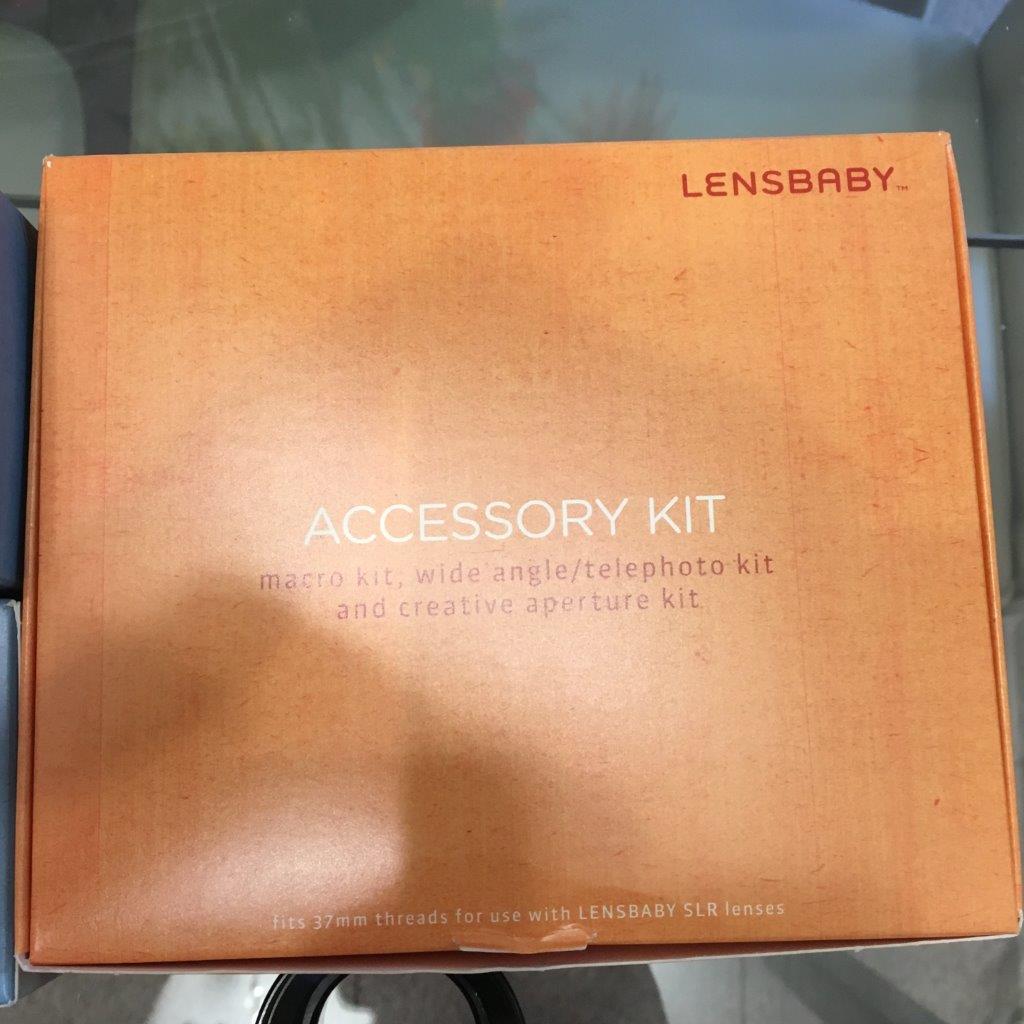 LENSBABY™
ACCESSORY KIT
macro kit, wide angle/telephoto kit
and creative aperture kit
fits 37mm threads for use with LENSBABY SLR lenses